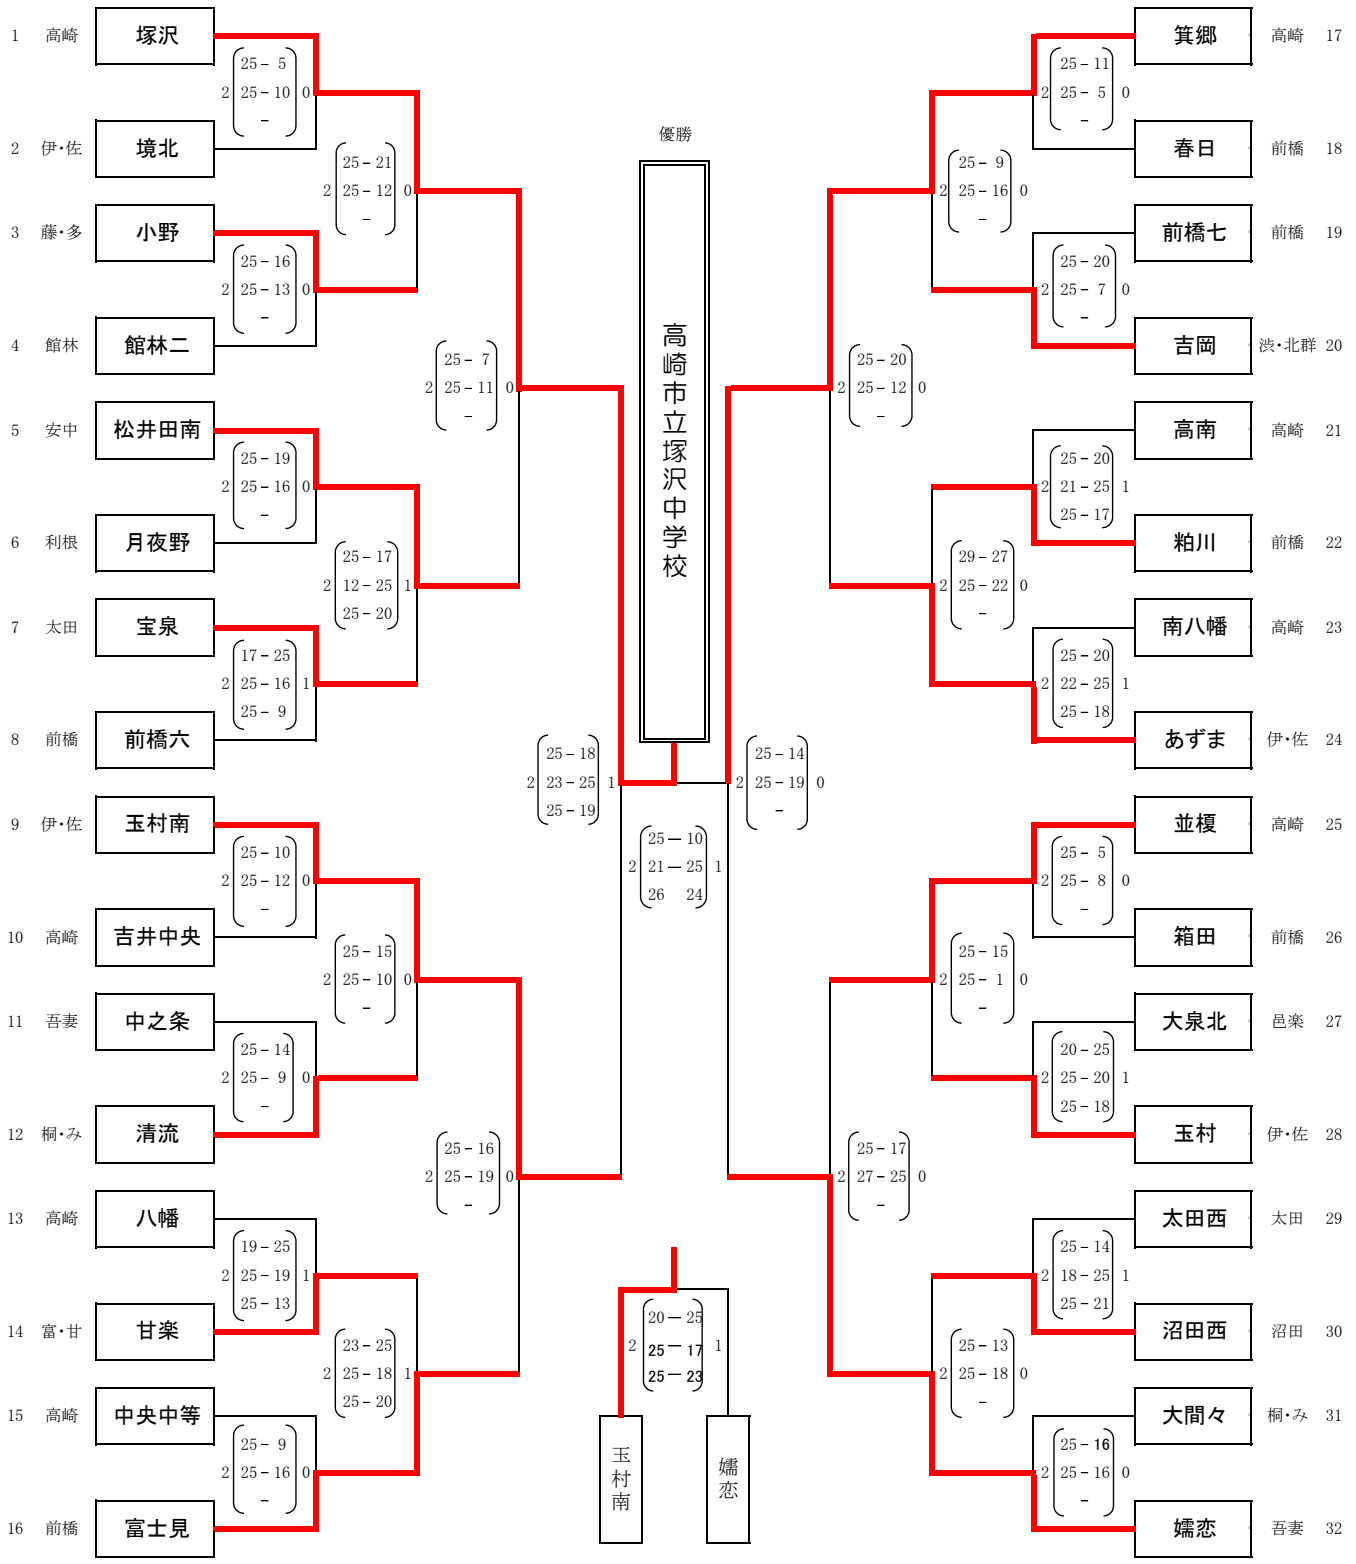 優勝
高崎市立塚沢中学校
1 高崎 塚沢
25－ 5
2 25－10 0
－
2 伊・佐 境北
25－21
2 25－12 0
－
3 藤・多 小野
25－16
2 25－13 0
－
4 館林 館林二
25－ 7
2 25－11 0
－
5 安中 松井田南
25－19
2 25－16 0
－
6 利根 月夜野
25－17
2 12－25 1
25－20
7 太田 宝泉
17－25
2 25－16 1
25－ 9
8 前橋 前橋六
25－18
2 23－25 1
25－19
9 伊・佐 玉村南
25－10
2 25－12 0
－
10 高崎 吉井中央
25－15
2 25－10 0
－
11 吾妻 中之条
25－14
2 25－ 9 0
－
12 桐・み 清流
25－16
2 25－19 0
－
13 高崎 八幡
19－25
2 25－19 1
25－13
14 富・甘 甘楽
23－25
2 25－18 1
25－20
15 高崎 中央中等
25－ 9
2 25－16 0
－
16 前橋 富士見
25－10
2 21－25 1
26 24
20－25
2 25－17 1
25－23
玉村南
嬬恋
箕郷 高崎 17
25－11
2 25－ 5 0
－
春日 前橋 18
25－ 9
2 25－16 0
－
前橋七 前橋 19
25－20
2 25－ 7 0
－
吉岡 渋・北群 20
25－20
2 25－12 0
－
高南 高崎 21
25－20
2 21－25 1
25－17
粕川 前橋 22
29－27
2 25－22 0
－
南八幡 高崎 23
25－20
2 22－25 1
25－18
あずま 伊・佐 24
25－14
2 25－19 0
－
並榎 高崎 25
25－ 5
2 25－ 8 0
－
箱田 前橋 26
25－15
2 25－ 1 0
－
大泉北 邑楽 27
20－25
2 25－20 1
25－18
玉村 伊・佐 28
25－17
2 27－25 0
－
太田西 太田 29
25－14
2 18－25 1
25－21
沼田西 沼田 30
25－13
2 25－18 0
－
大間々 桐・み 31
25－16
2 25－16 0
－
嬬恋 吾妻 32